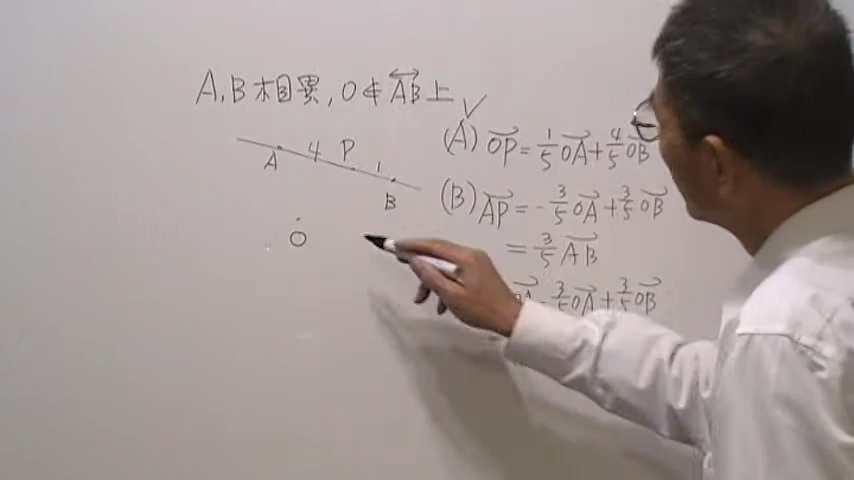 A,B相異, O∉AB上
(A) OP = 1/5 OA + 4/5 OB
A 4 P 1 B
(B) AP = -3/5 OA + 3/5 OB
= 3/5 AB
O
OA - 3/5 OA + 3/5 OB